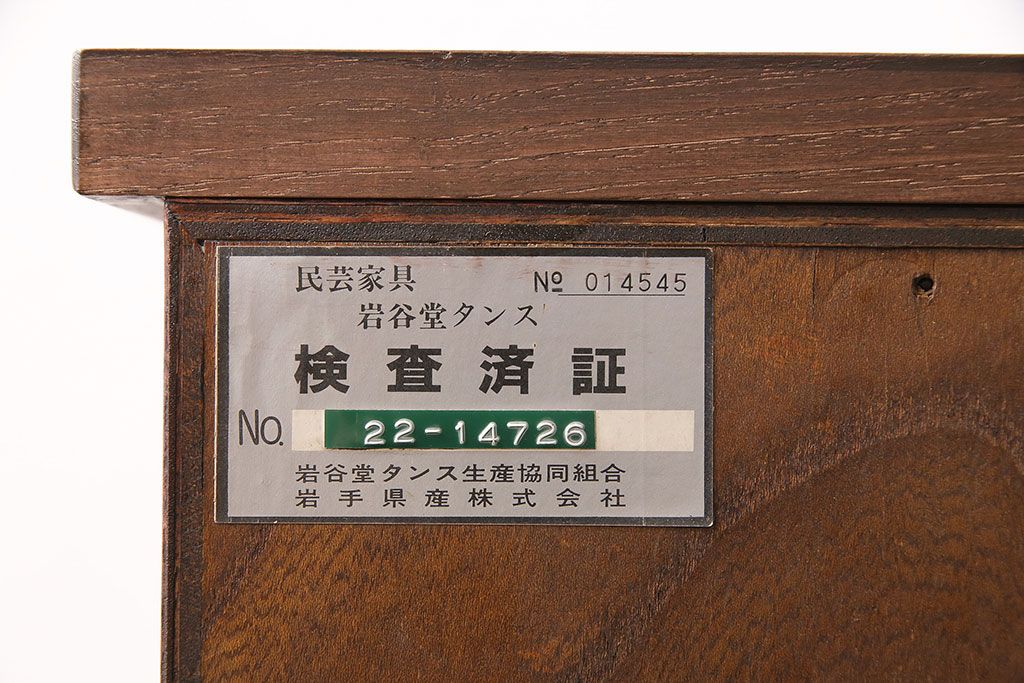 民芸家具 № 014545
岩谷堂タンス
検査済証
No. 22-14726
岩谷堂タンス生産協同組合
岩手県産株式会社